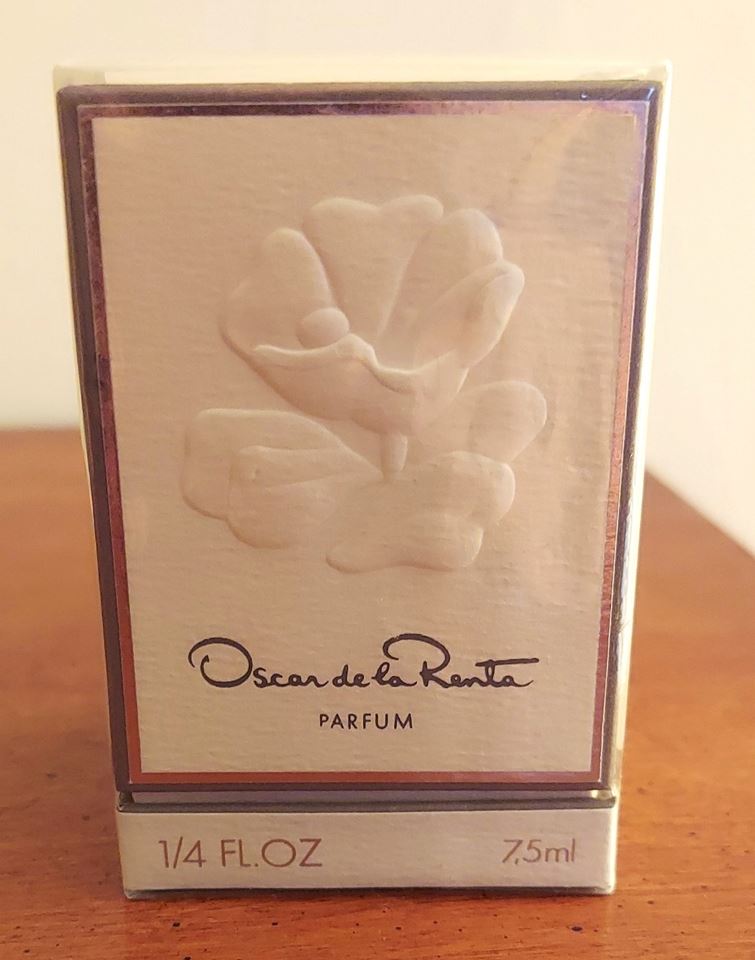 Oscar de la Renta
PARFUM
1/4 FL.OZ 7,5ml